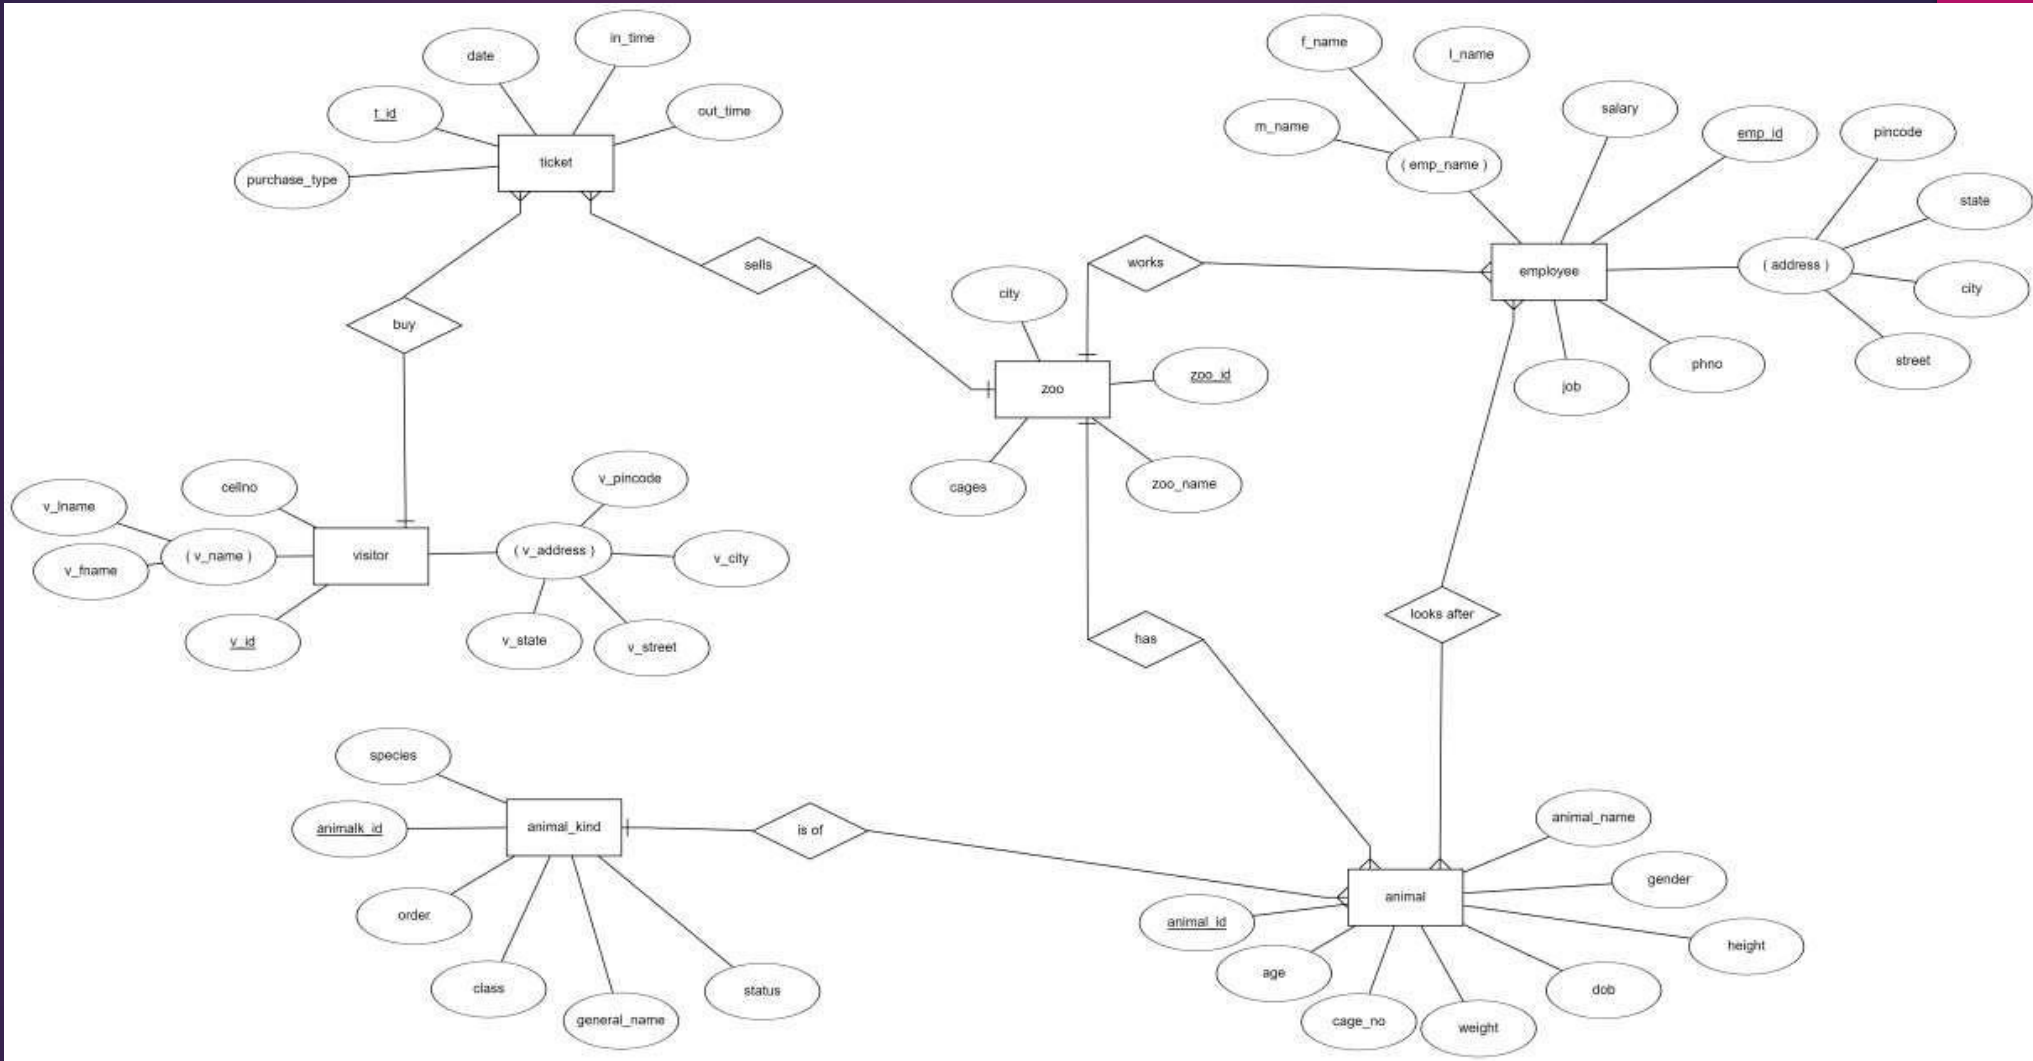 in_time
date
t_id
out_time
purchase_type
ticket
sells
buy
f_name
l_name
m_name
( emp_name )
salary
emp_id
pincode
state
( address )
city
street
employee
works
phno
job
city
zoo
zoo_id
cages
zoo_name
cellno
v_lname
( v_name )
v_fname
visitor
v_id
v_pincode
( v_address )
v_city
v_state
v_street
has
looks after
species
animalk_id
animal_kind
is of
order
class
general_name
status
animal_name
gender
animal
height
animal_id
age
cage_no
weight
dob